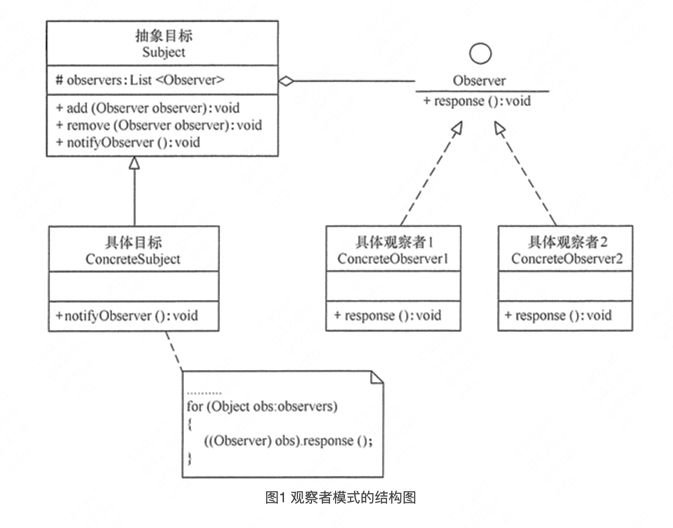 抽象目标
Subject
# observers:List <Observer>
+ add (Observer observer):void
+ remove (Observer observer):void
+ notifyObserver ():void
Observer
+ response ():void
具体目标
ConcreteSubject
+notifyObserver ():void
具体观察者1
ConcreteObserver1
+ response ():void
具体观察者2
ConcreteObserver2
+ response ():void
..........
for (Object obs:observers)
{
((Observer) obs).response ();
}
图1 观察者模式的结构图